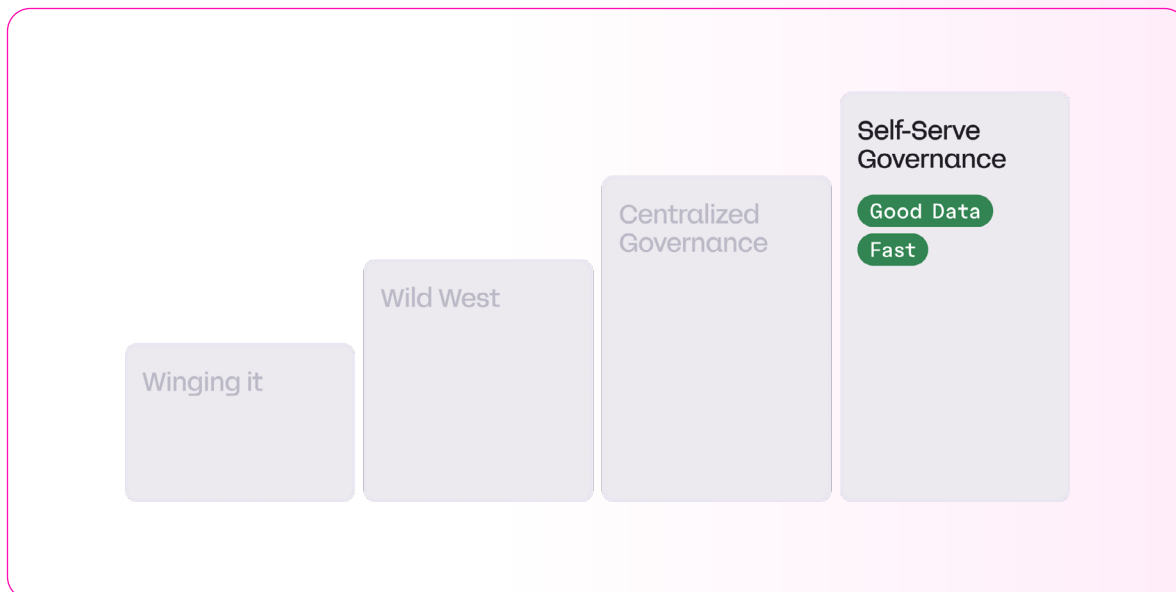 Winging it
Wild West
Centralized
Governance
Self-Serve
Governance
Good Data
Fast